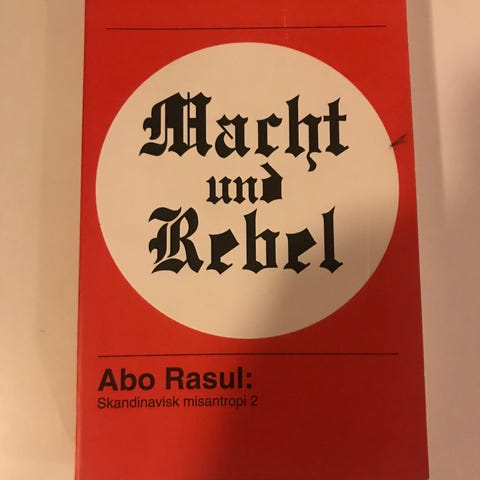 Macht
und
Rebel
Abo Rasul:
Skandinavisk misantropi 2